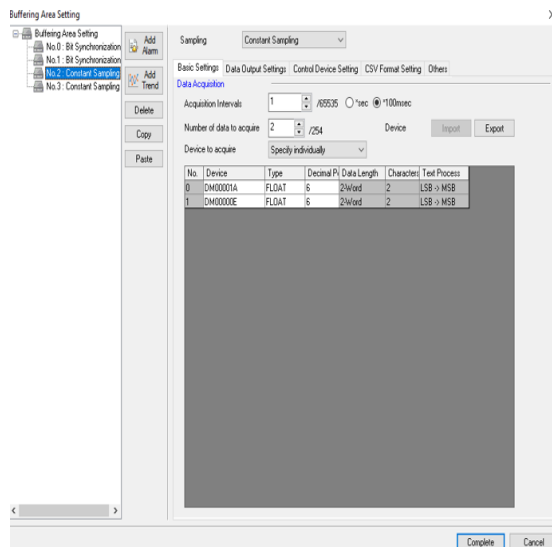 Buffering Area Setting
Buffering Area Setting
No.0 : Bit Synchronization
No.1 : Bit Synchronization
No.2 : Constant Sampling
No.3 : Constant Sampling
Add Alarm
Add Trend
Delete
Copy
Paste
Sampling Constant Sampling
Basic Settings Data Output Settings Control Device Setting CSV Format Setting Others
Data Acquisition
Acquisition Intervals 1 /65535 *sec *100msec
Number of data to acquire 2 /254 Device Import Export
Device to acquire Specify individually
No. Device Type Decimal P Data Length Characters Text Process
0 DM00001A FLOAT 6 2-Word 2 LSB -> MSB
1 DM00000E FLOAT 6 2-Word 2 LSB -> MSB
Complete Cancel